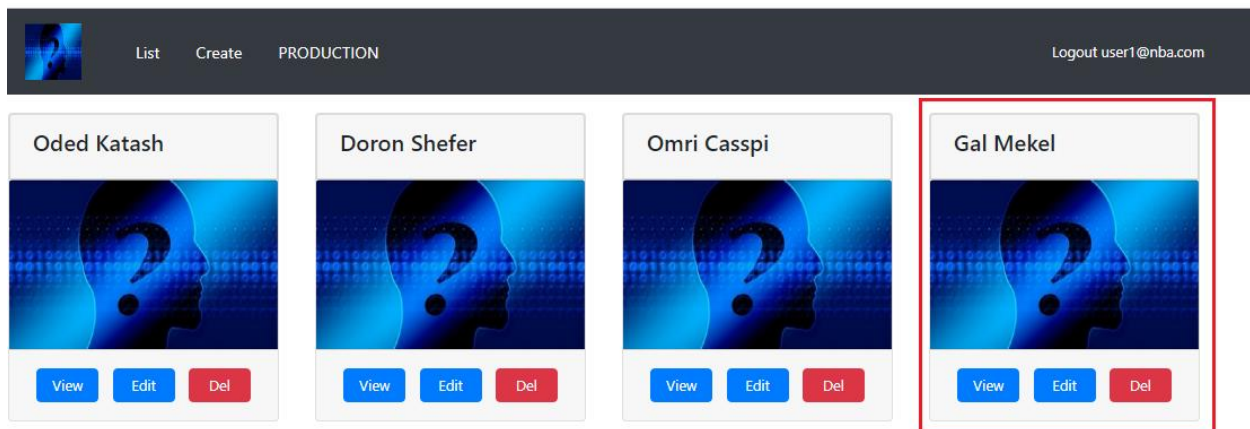 List Create PRODUCTION Logout user1@nba.com
Oded Katash Doron Shefer Omri Casspi Gal Mekel
? ? ? ?
View Edit Del View Edit Del View Edit Del View Edit Del